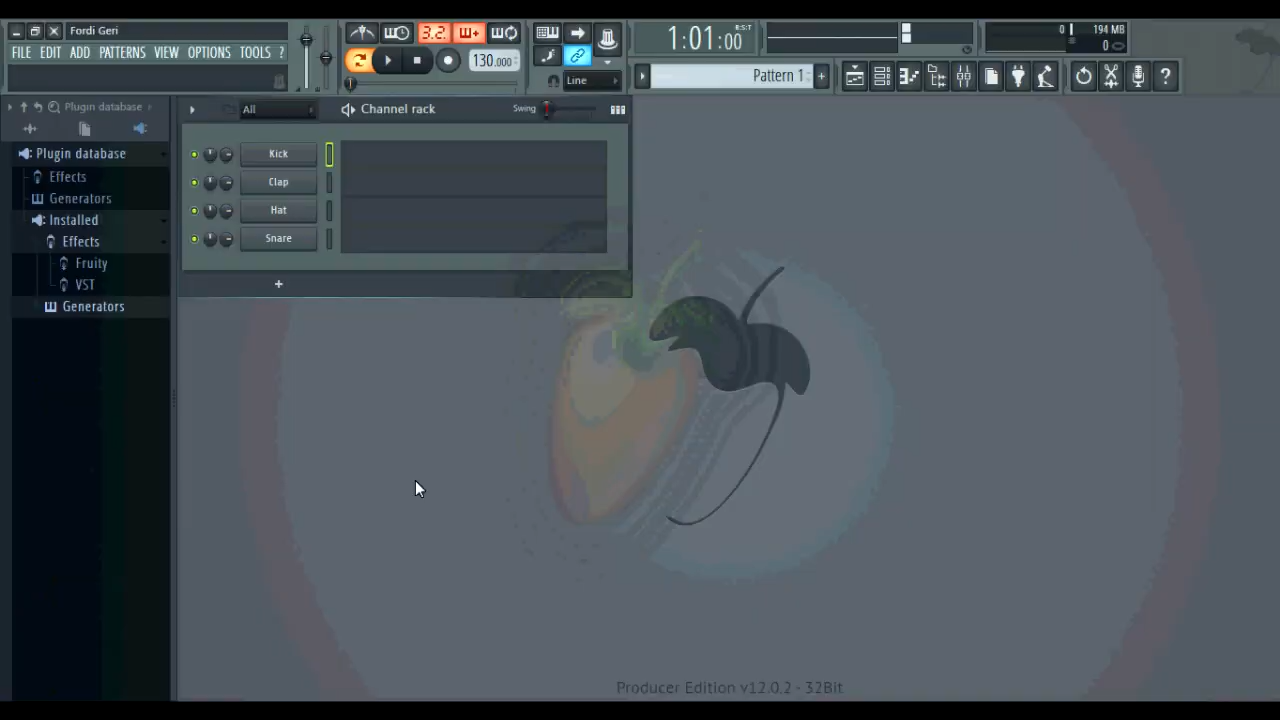 Fordi Geri
FILE EDIT ADD PATTERNS VIEW OPTIONS TOOLS ?
3.2.
130.000
1:01:00
B:S:T
Line
Pattern 1
+
0
194 MB
0
?
Plugin database
All
Channel rack
Swing
Plugin database
Effects
Generators
Installed
Effects
Fruity
VST
Generators
Kick
Clap
Hat
Snare
+
Producer Edition v12.0.2 - 32Bit